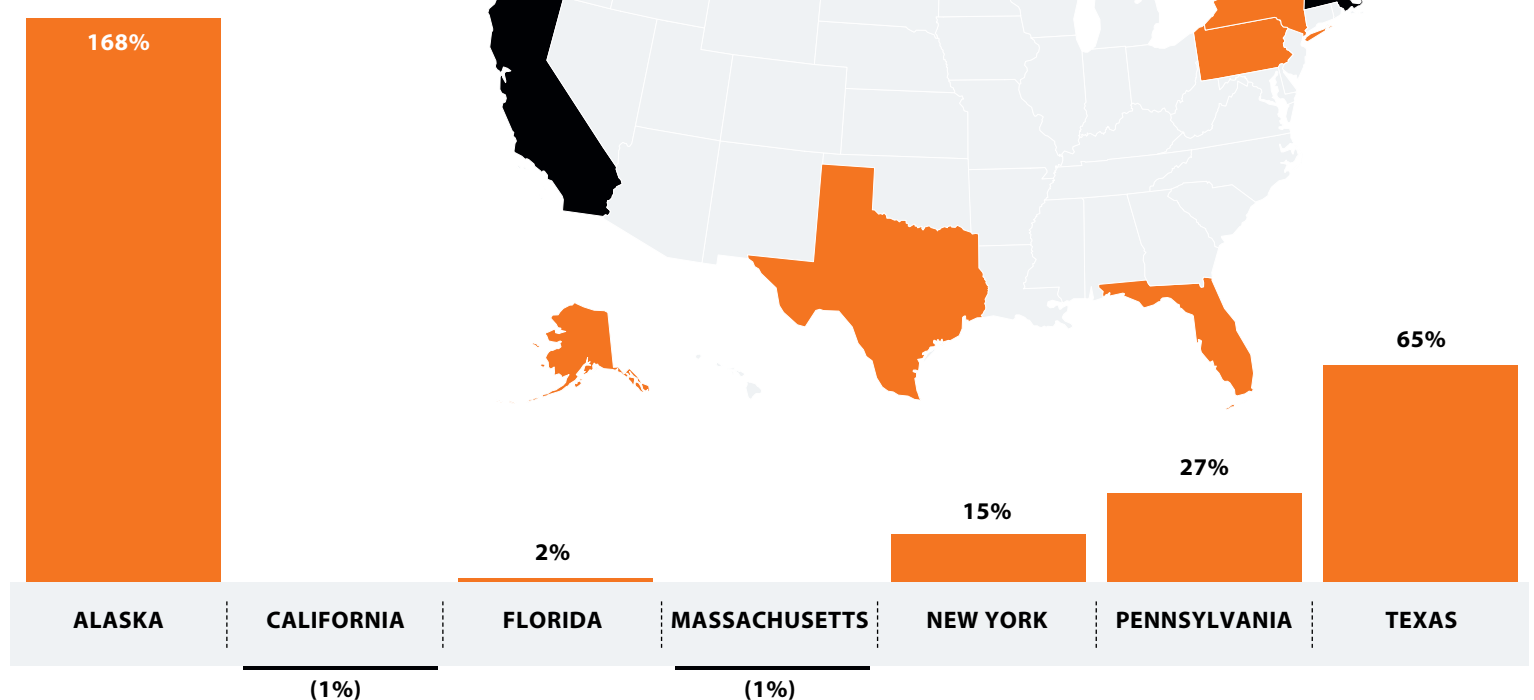 168%
65%
27%
15%
2%
ALASKA
CALIFORNIA
FLORIDA
MASSACHUSETTS
NEW YORK
PENNSYLVANIA
TEXAS
(1%)
(1%)